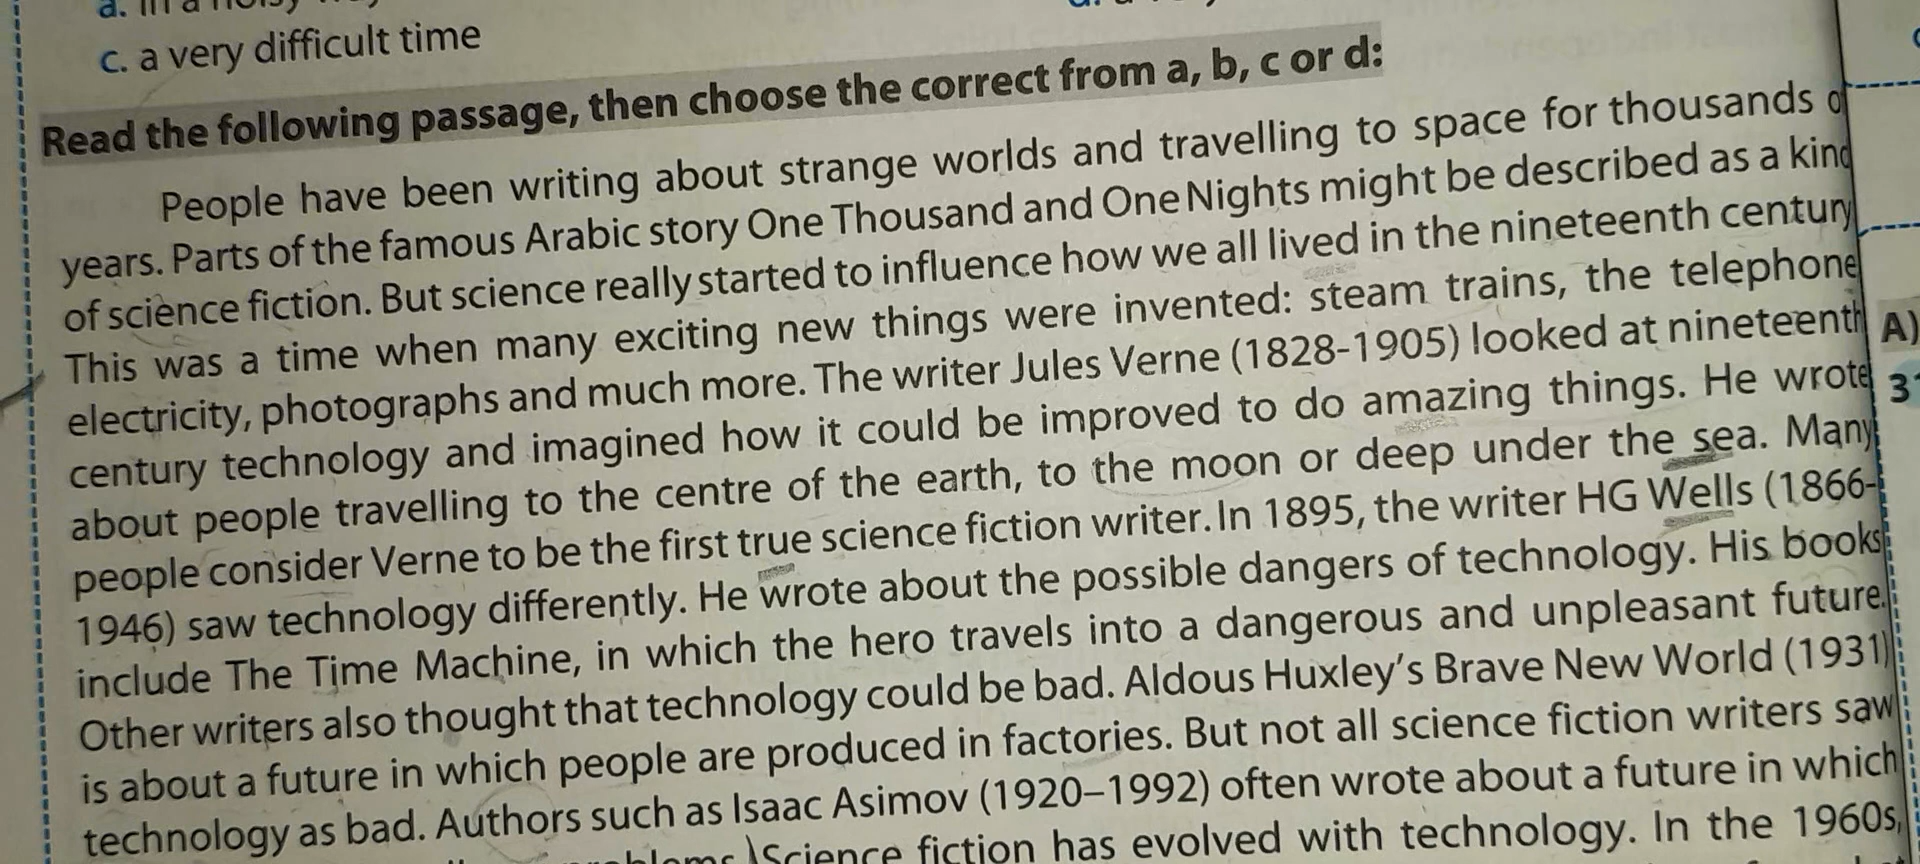 c. a very difficult time
Read the following passage, then choose the correct from a, b, c or d:
People have been writing about strange worlds and travelling to space for thousands o
years. Parts of the famous Arabic story One Thousand and One Nights might be described as a kind
of science fiction. But science really started to influence how we all lived in the nineteenth century
This was a time when many exciting new things were invented: steam trains, the telephone
electricity, photographs and much more. The writer Jules Verne (1828-1905) looked at nineteenth
century technology and imagined how it could be improved to do amazing things. He wrote
about people travelling to the centre of the earth, to the moon or deep under the sea. Many
people consider Verne to be the first true science fiction writer. In 1895, the writer HG Wells (1866-
1946) saw technology differently. He wrote about the possible dangers of technology. His books
include The Time Machine, in which the hero travels into a dangerous and unpleasant future.
Other writers also thought that technology could be bad. Aldous Huxley's Brave New World (1931)
is about a future in which people are produced in factories. But not all science fiction writers saw
technology as bad. Authors such as Isaac Asimov (1920–1992) often wrote about a future in which
Science fiction has evolved with technology. In the 1960s,
A)
3